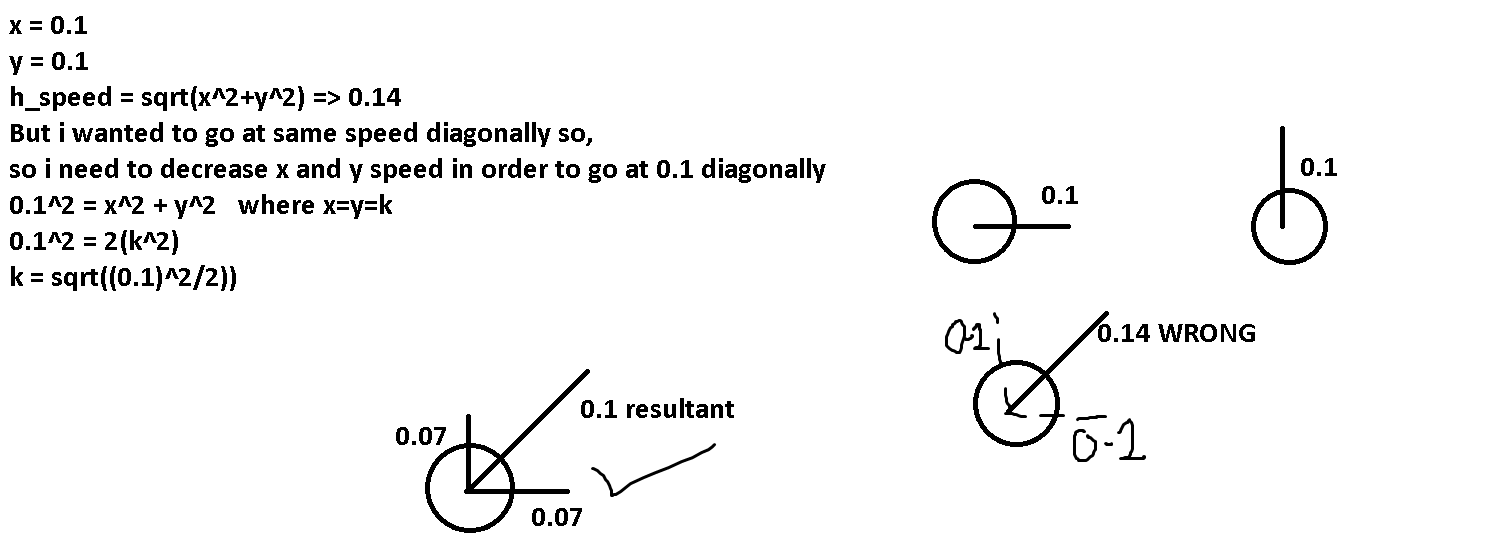 x = 0.1
y = 0.1
h_speed = sqrt(x^2+y^2) => 0.14
But i wanted to go at same speed diagonally so,
so i need to decrease x and y speed in order to go at 0.1 diagonally
0.1^2 = x^2 + y^2   where x=y=k
0.1^2 = 2(k^2)
k = sqrt((0.1)^2/2))
0.1
0.1
0.1
0.14 WRONG
0.1
0.1 resultant
0.07
0.07